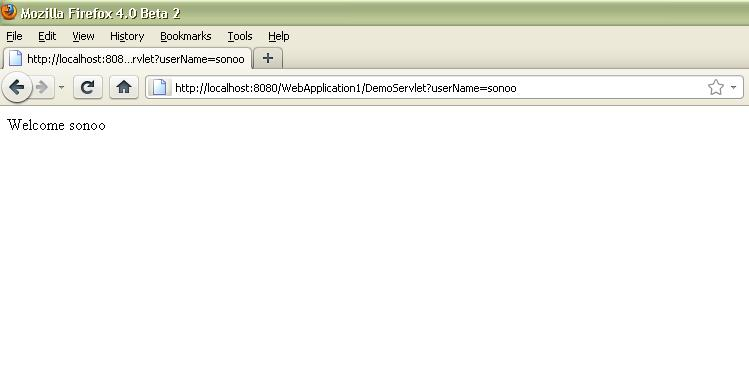 Mozilla Firefox 4.0 Beta 2
File Edit View History Bookmarks Tools Help
http://localhost:808...rvlet?userName=sonoo
http://localhost:8080/WebApplication1/DemoServlet?userName=sonoo
Welcome sonoo